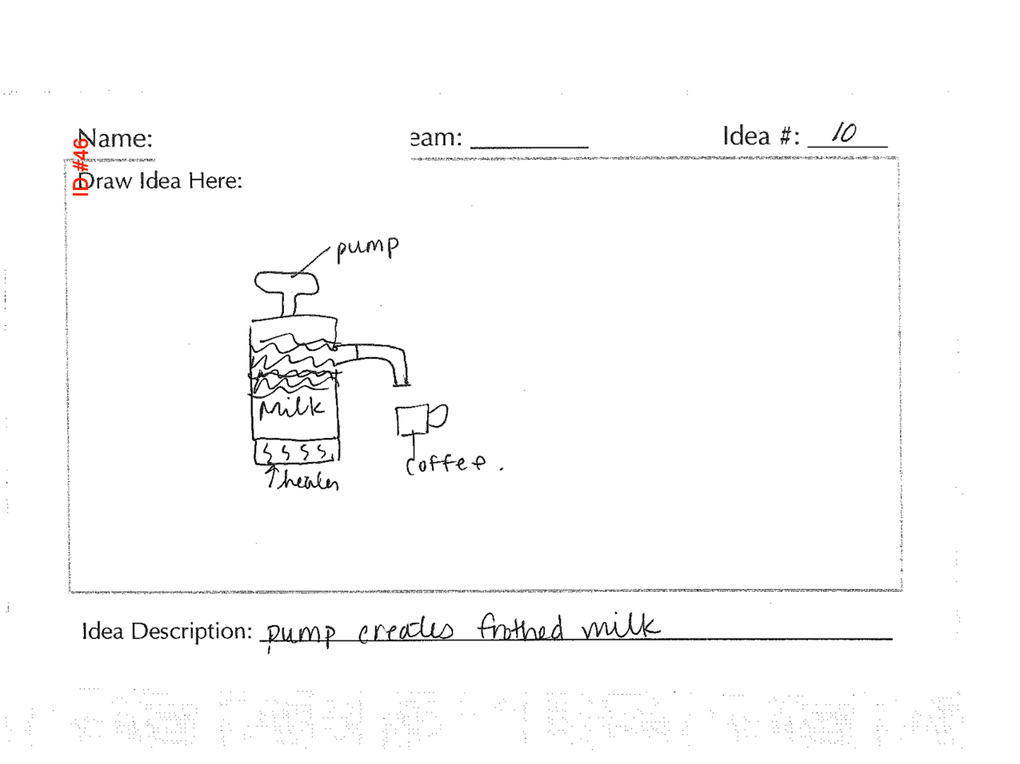 Name:
eam: ________ Idea #: 10
ID #46
Draw Idea Here:
pump
milk
coffee.
heater
Idea Description: pump creates frothed milk